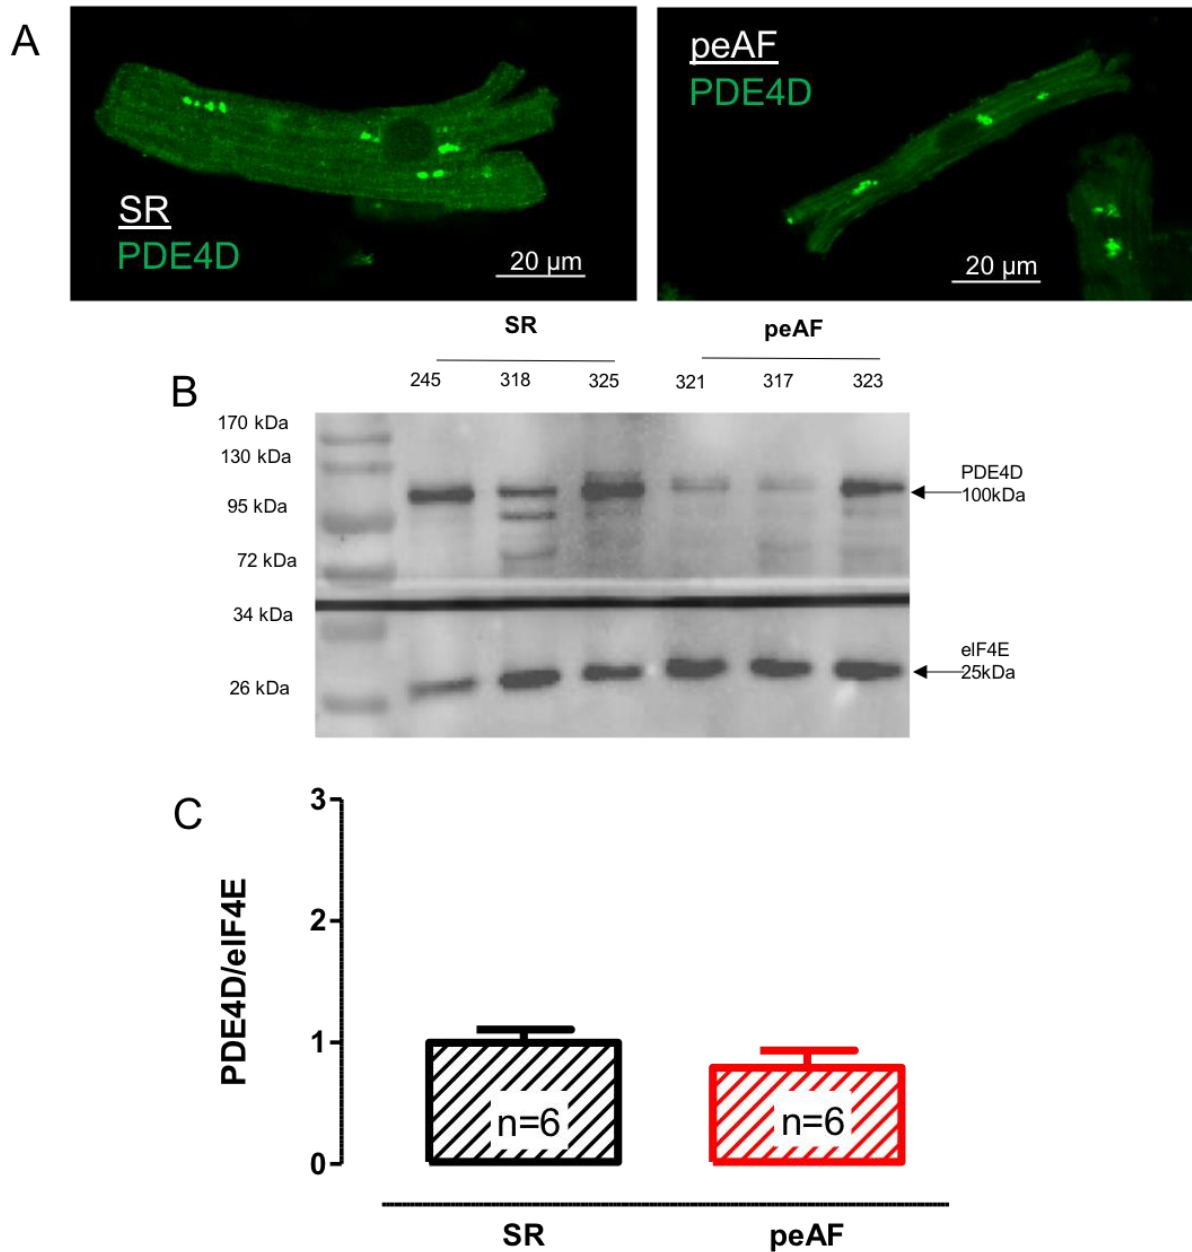 A
SR
PDE4D
20 µm
peAF
PDE4D
20 µm
SR
peAF
245 318 325 321 317 323
B
170 kDa
130 kDa
95 kDa
72 kDa
34 kDa
26 kDa
PDE4D
100kDa
eIF4E
25kDa
C
PDE4D/eIF4E
3
2
1
0
n=6
n=6
SR
peAF